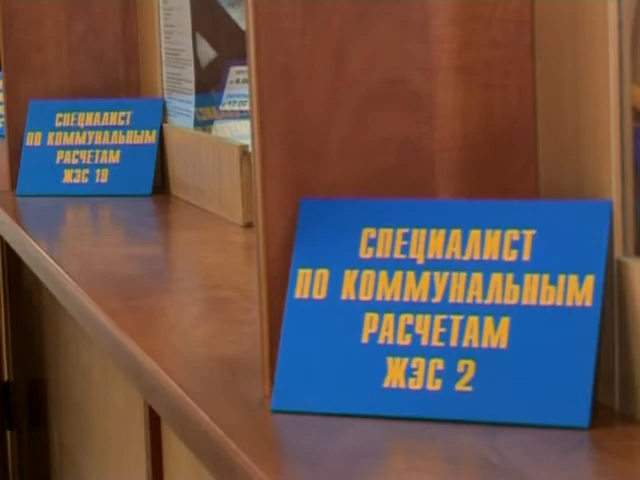 СПЕЦИАЛИСТ
ПО КОММУНАЛЬНЫМ
РАСЧЕТАМ
ЖЭС 19
СПЕЦИАЛИСТ
ПО КОММУНАЛЬНЫМ
РАСЧЕТАМ
ЖЭС 2